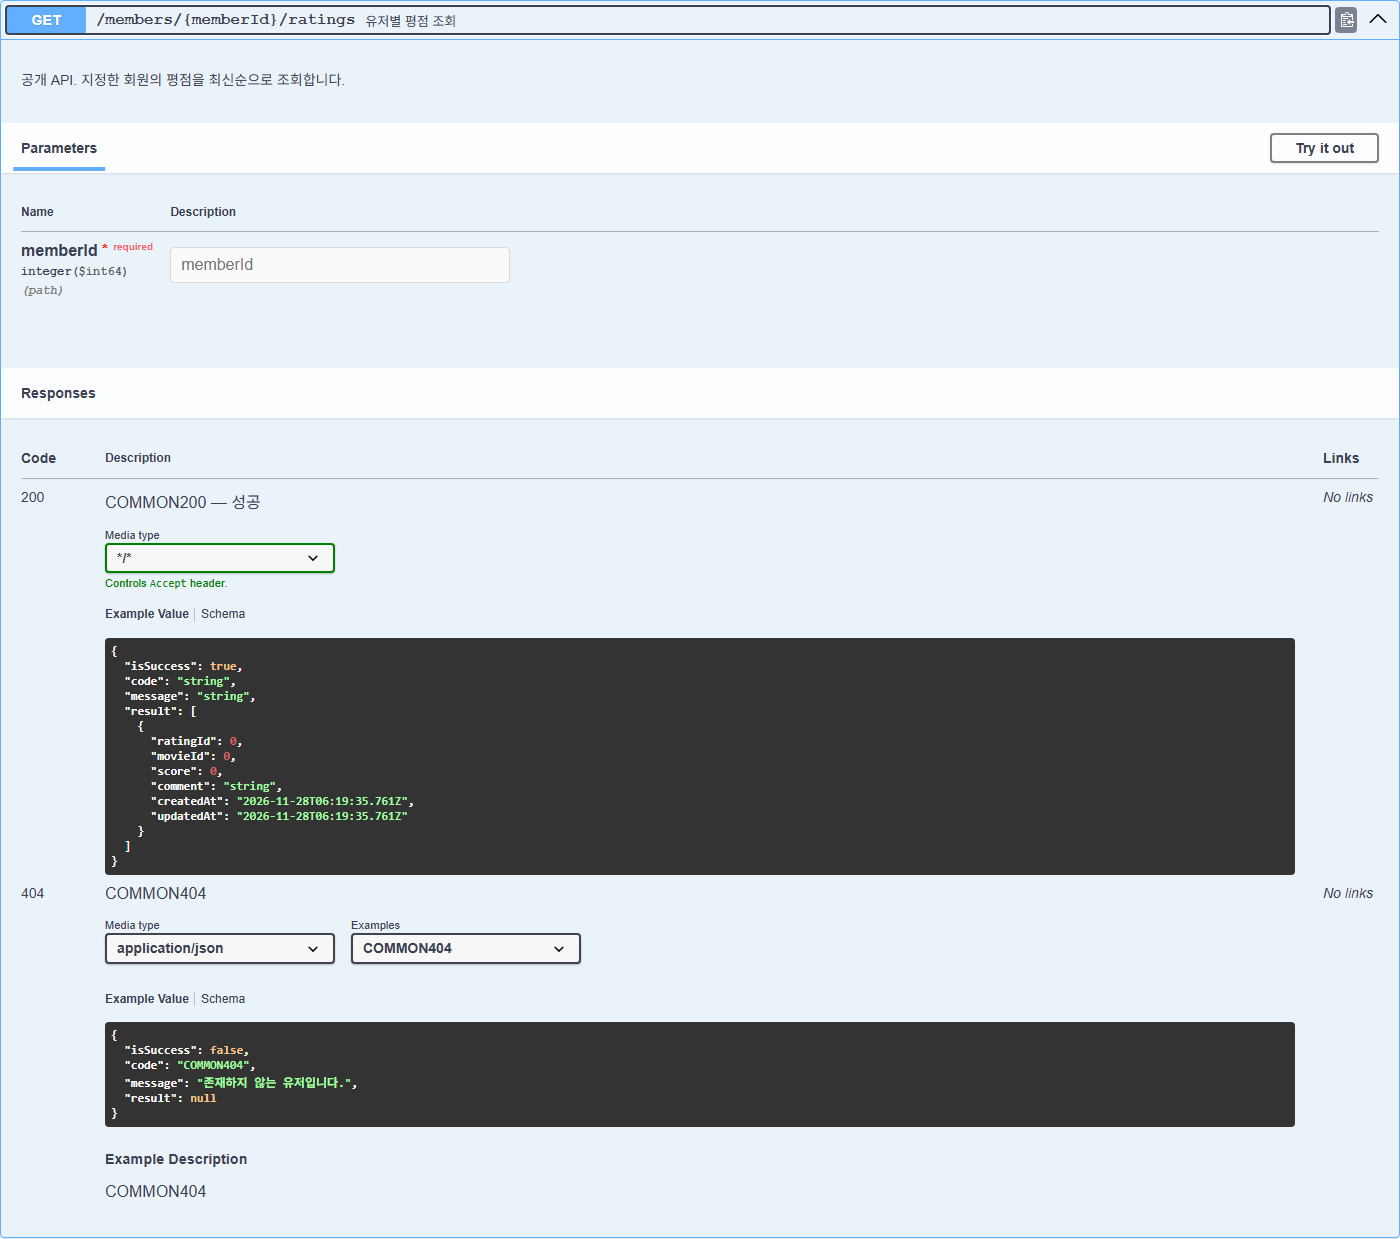 GET /members/{memberId}/ratings 유저별 평점 조회
공개 API. 지정한 회원의 평점을 최신순으로 조회합니다.
Parameters
Try it out
Name Description
memberId * required
integer($int64)
(path)
memberId
Responses
Code Description Links
200 COMMON200 — 성공 No links
Media type
*/*
Controls Accept header.
Example Value Schema
{
"isSuccess": true,
"code": "string",
"message": "string",
"result": [
{
"ratingId": 0,
"movieId": 0,
"score": 0,
"comment": "string",
"createdAt": "2026-11-28T06:19:35.761Z",
"updatedAt": "2026-11-28T06:19:35.761Z"
}
]
}
404 COMMON404 No links
Media type Examples
application/json COMMON404
Example Value Schema
{
"isSuccess": false,
"code": "COMMON404",
"message": "존재하지 않는 유저입니다.",
"result": null
}
Example Description
COMMON404